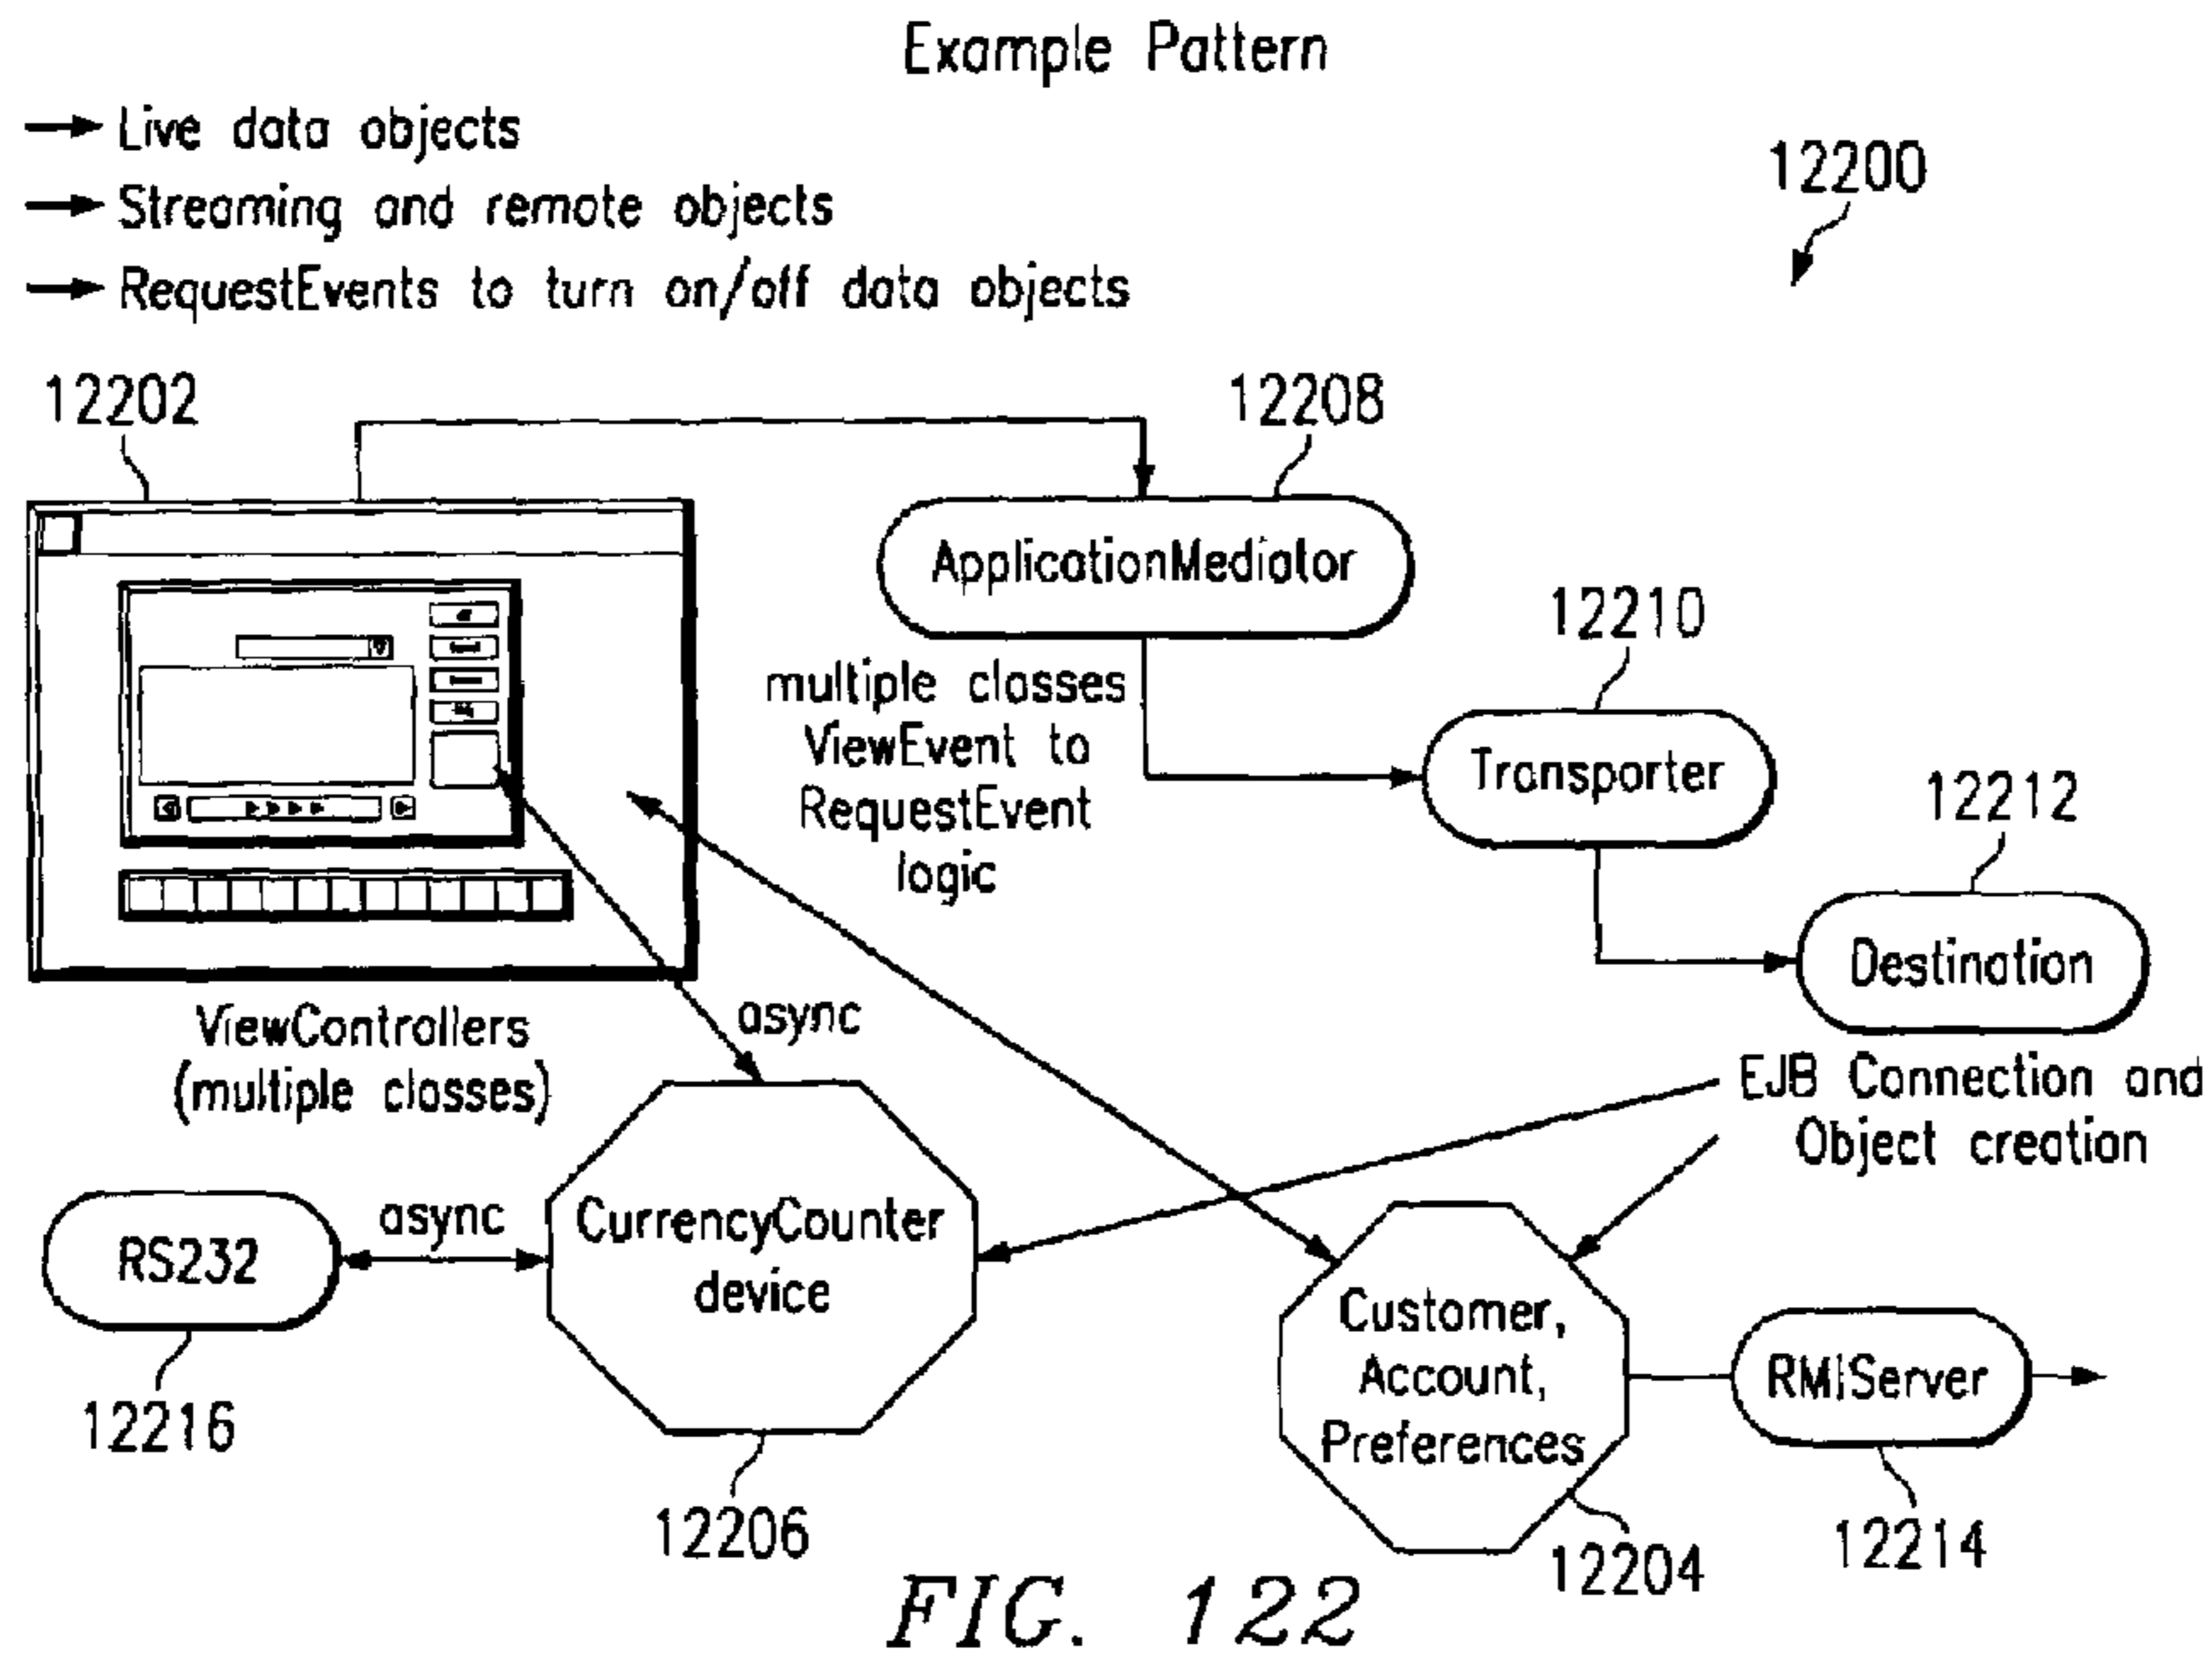 Example Pattern
Live data objects
Streaming and remote objects
RequestEvents to turn on/off data objects
12200
12202
12208
ApplicationMediator
12210
multiple classes
ViewEvent to
RequestEvent
logic
Transporter
12212
Destination
ViewControllers
(multiple classes)
async
EJB Connection and
Object creation
RS232
async
CurrencyCounter
device
Customer,
Account,
Preferences
RMIServer
12216
12206
12204
12214
FIG. 122